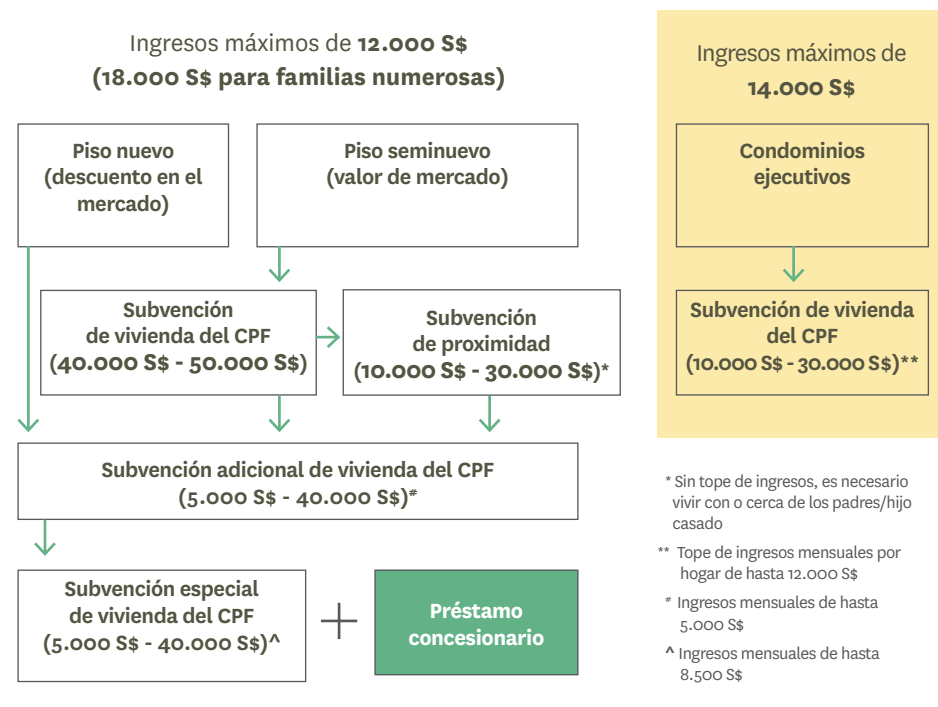 Ingresos máximos de 12.000 S$
(18.000 S$ para familias numerosas)
Piso nuevo
(descuento en el
mercado)
Piso seminuevo
(valor de mercado)
Subvención
de vivienda del CPF
(40.000 S$ - 50.000 S$)
Subvención
de proximidad
(10.000 S$ - 30.000 S$)*
Subvención adicional de vivienda del CPF
(5.000 S$ - 40.000 S$)#
Subvención especial
de vivienda del CPF
(5.000 S$ - 40.000 S$)^
+
Préstamo
concesionario
Ingresos máximos de
14.000 S$
Condominios
ejecutivos
Subvención de vivienda
del CPF
(10.000 S$ - 30.000 S$)**
* Sin tope de ingresos, es necesario
vivir con o cerca de los padres/hijo
casado
** Tope de ingresos mensuales por
hogar de hasta 12.000 S$
# Ingresos mensuales de hasta
5.000 S$
^ Ingresos mensuales de hasta
8.500 S$